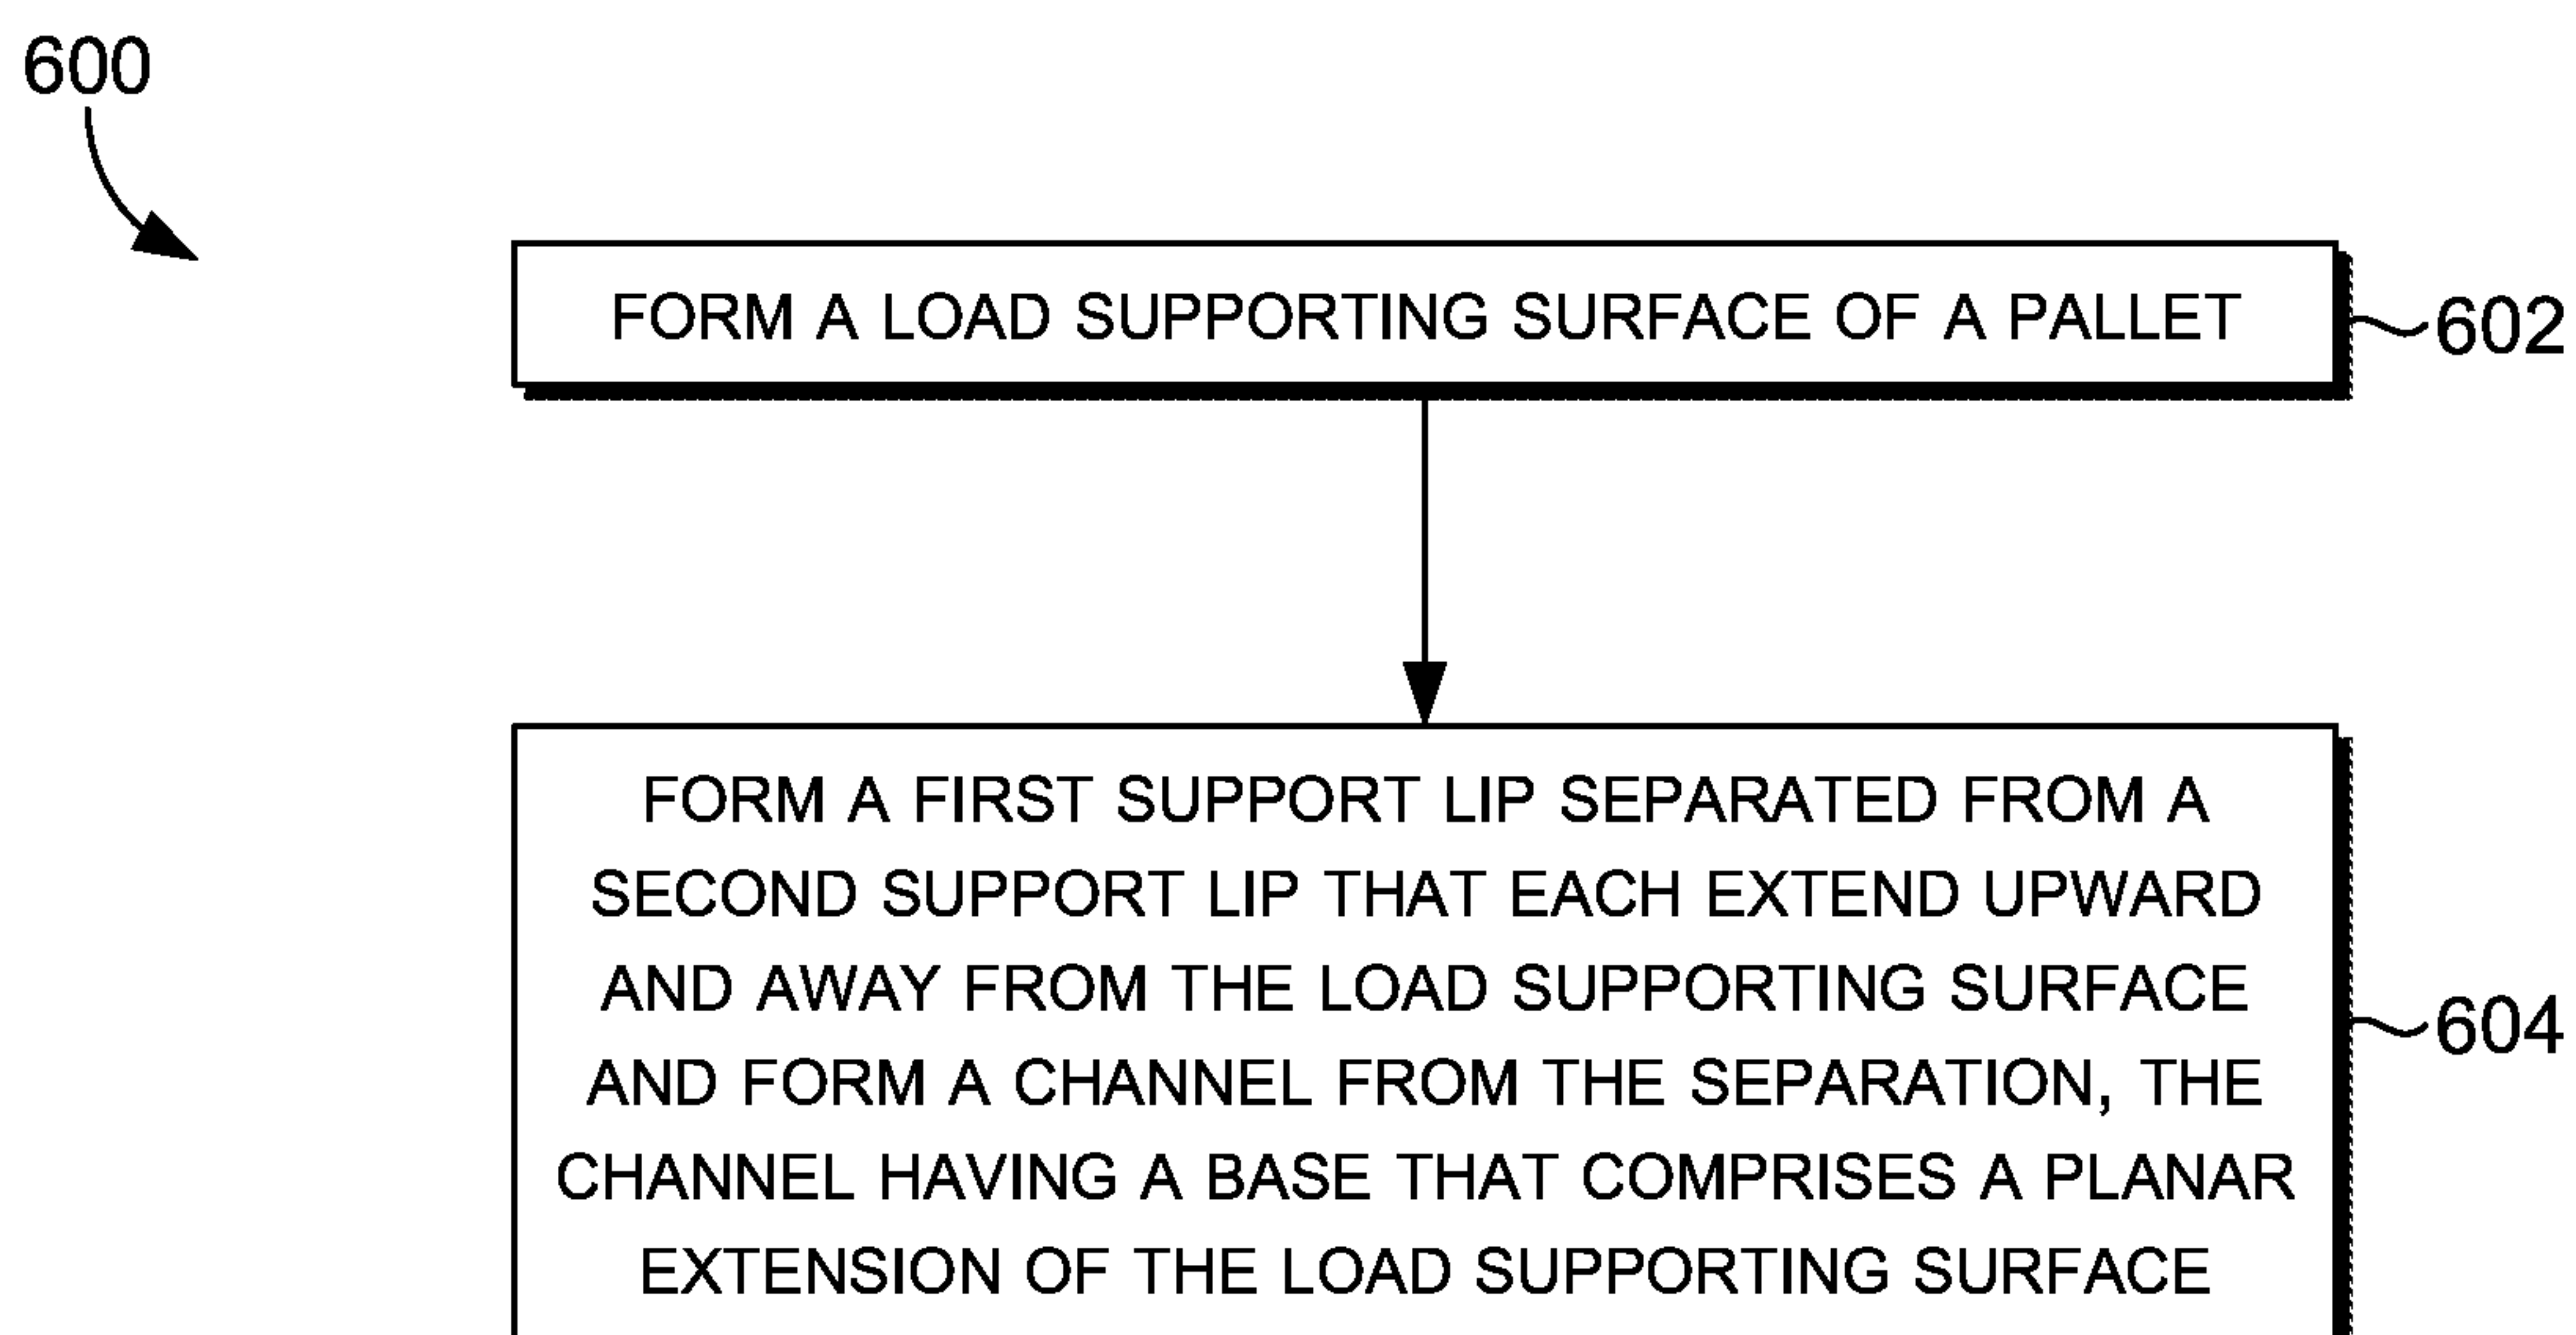 600
FORM A LOAD SUPPORTING SURFACE OF A PALLET
602
FORM A FIRST SUPPORT LIP SEPARATED FROM A
SECOND SUPPORT LIP THAT EACH EXTEND UPWARD
AND AWAY FROM THE LOAD SUPPORTING SURFACE
AND FORM A CHANNEL FROM THE SEPARATION, THE
CHANNEL HAVING A BASE THAT COMPRISES A PLANAR
EXTENSION OF THE LOAD SUPPORTING SURFACE
604